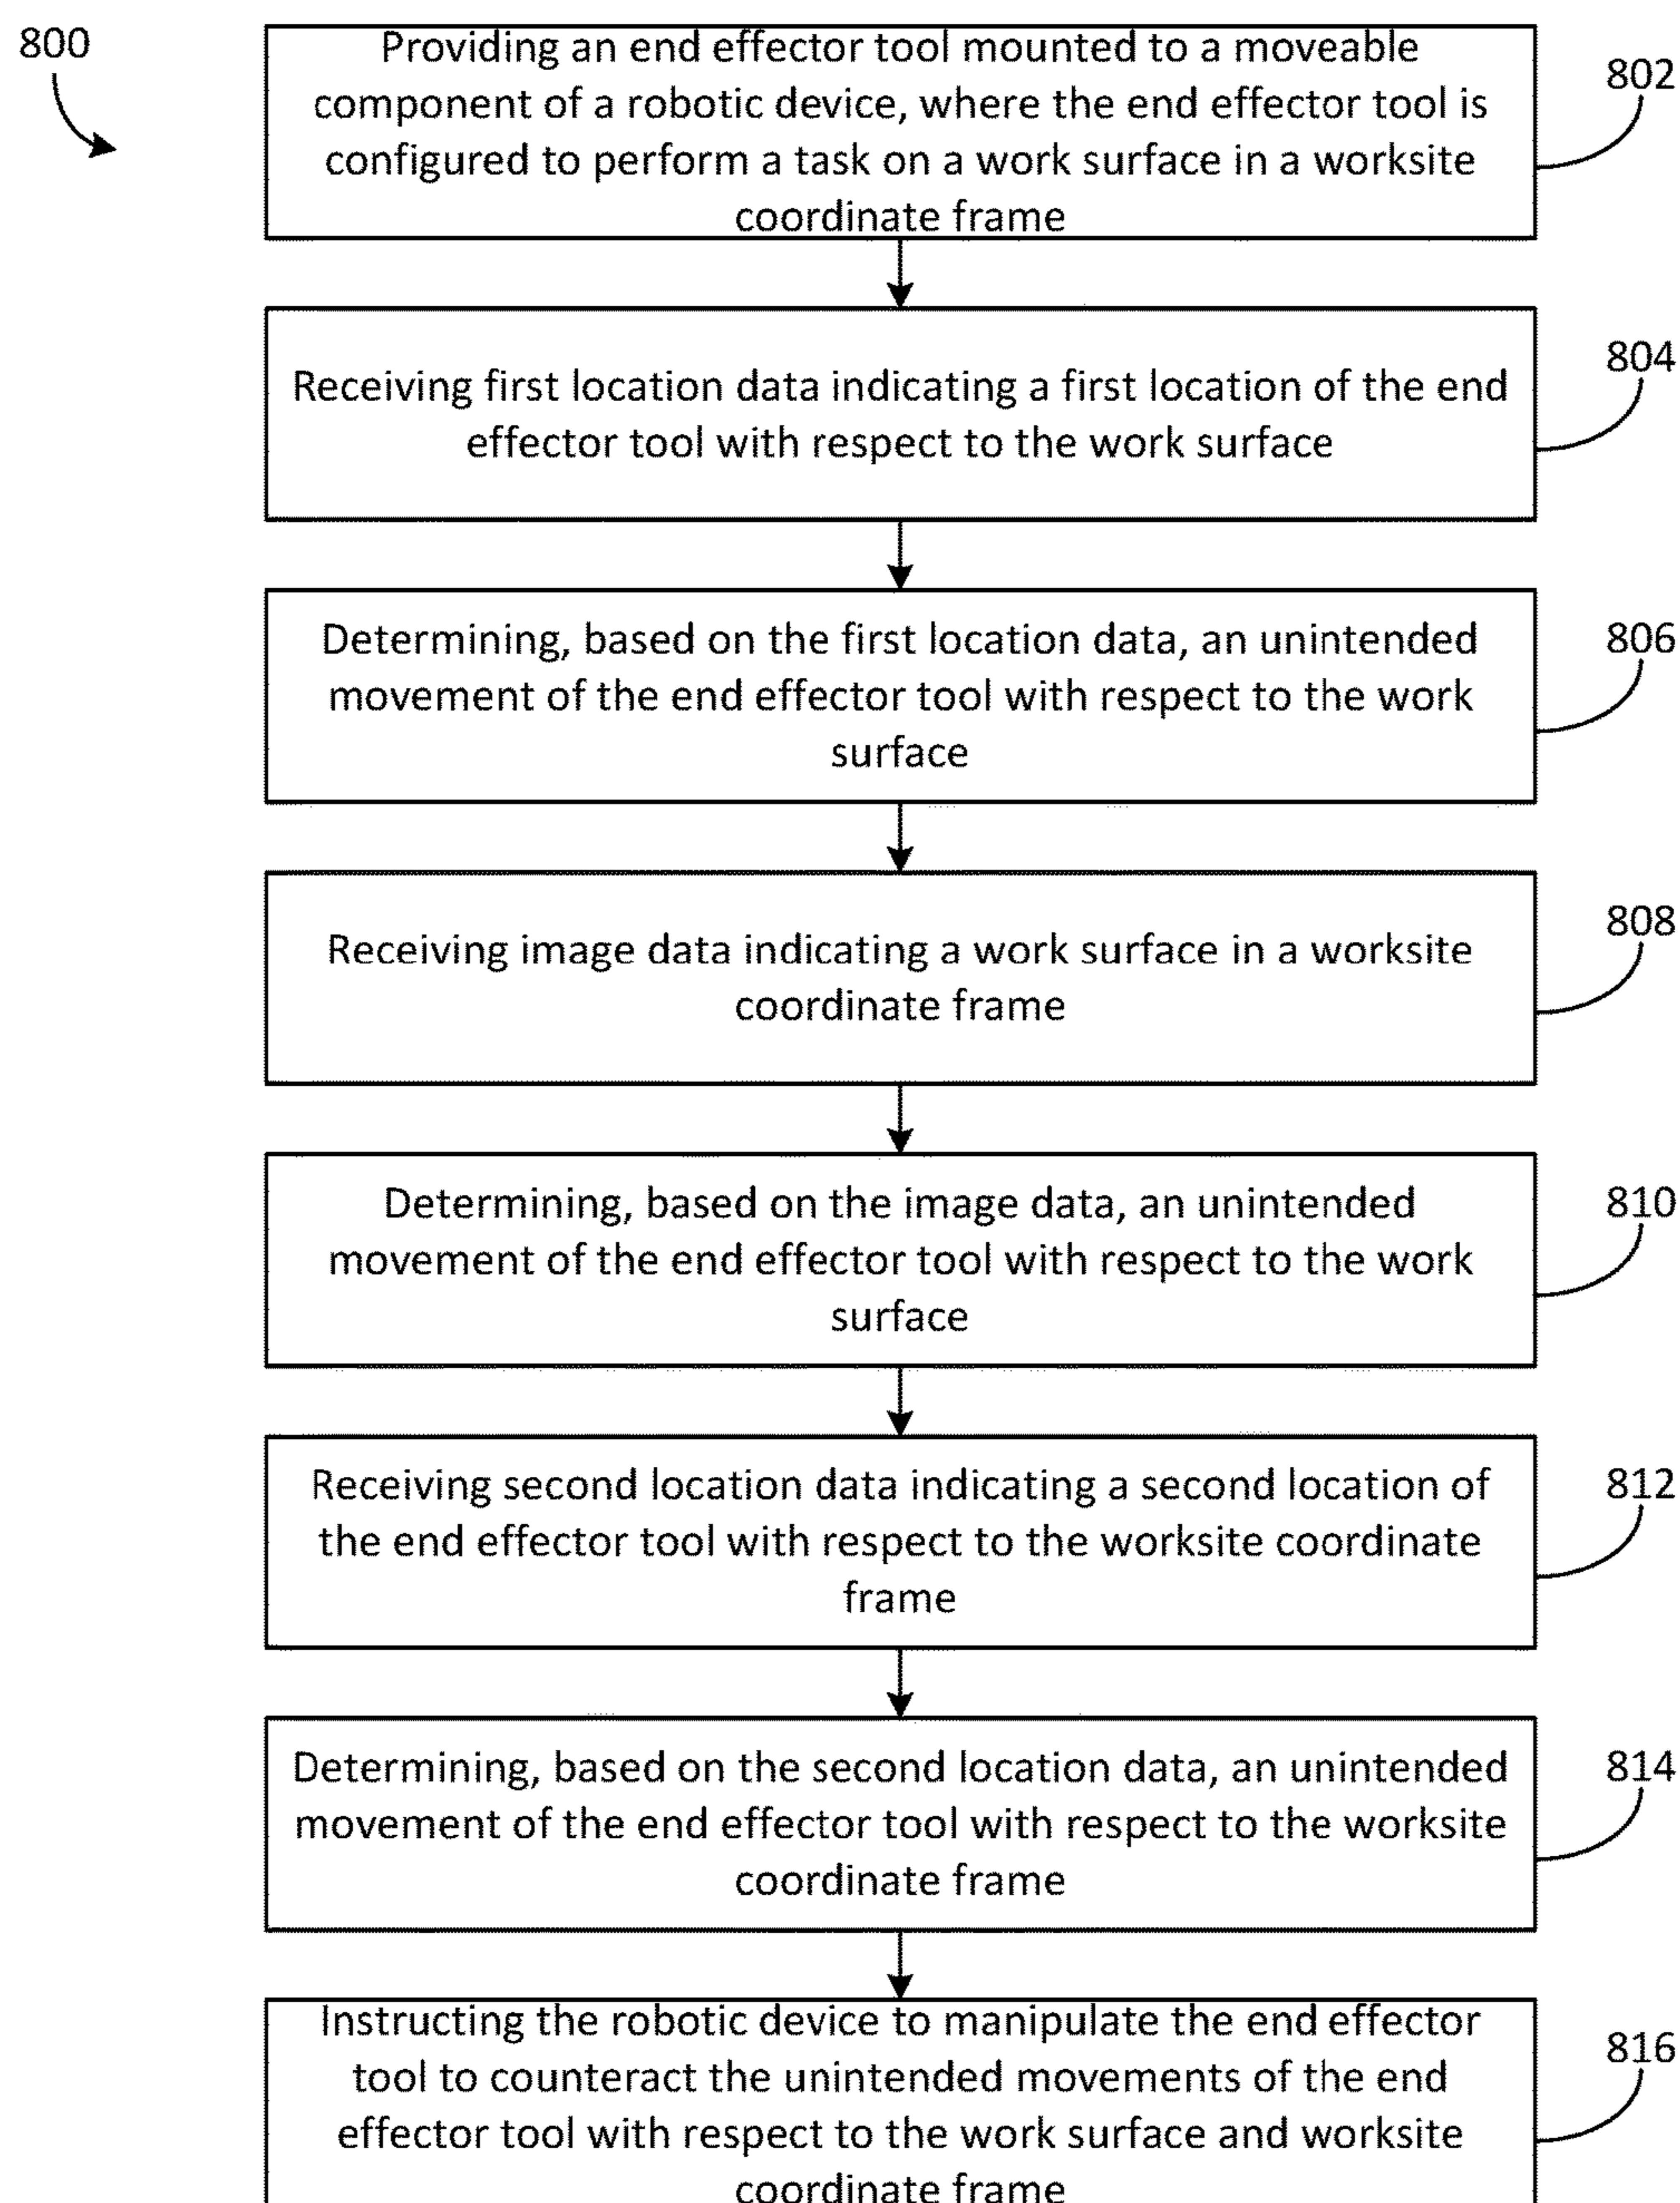 800
Providing an end effector tool mounted to a moveable
component of a robotic device, where the end effector tool is
configured to perform a task on a work surface in a worksite
coordinate frame
802
Receiving first location data indicating a first location of the end
effector tool with respect to the work surface
804
Determining, based on the first location data, an unintended
movement of the end effector tool with respect to the work
surface
806
Receiving image data indicating a work surface in a worksite
coordinate frame
808
Determining, based on the image data, an unintended
movement of the end effector tool with respect to the work
surface
810
Receiving second location data indicating a second location of
the end effector tool with respect to the worksite coordinate
frame
812
Determining, based on the second location data, an unintended
movement of the end effector tool with respect to the worksite
coordinate frame
814
Instructing the robotic device to manipulate the end effector
tool to counteract the unintended movements of the end
effector tool with respect to the work surface and worksite
coordinate frame
816